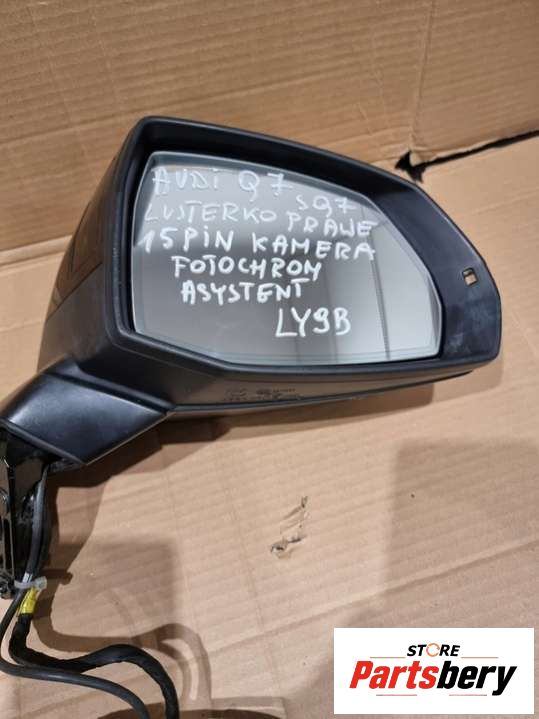 AUDI Q7 SQ7
LUSTERKO PRAWE
15PIN KAMERA
FOTOCHROM
ASYSTENT
LY9B
STORE
Partsbery